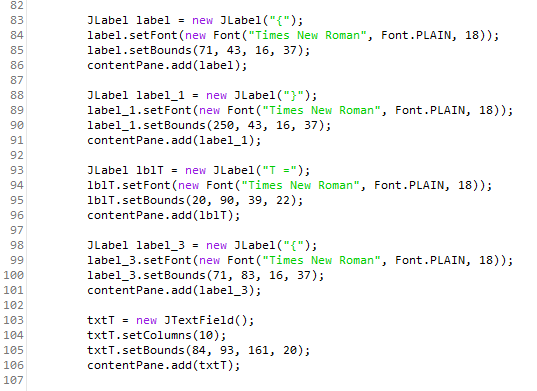 82
83 JLabel label = new JLabel("{");
84 label.setFont(new Font("Times New Roman", Font.PLAIN, 18));
85 label.setBounds(71, 43, 16, 37);
86 contentPane.add(label);
87
88 JLabel label_1 = new JLabel("}");
89 label_1.setFont(new Font("Times New Roman", Font.PLAIN, 18));
90 label_1.setBounds(250, 43, 16, 37);
91 contentPane.add(label_1);
92
93 JLabel lblT = new JLabel("T =");
94 lblT.setFont(new Font("Times New Roman", Font.PLAIN, 18));
95 lblT.setBounds(20, 90, 39, 22);
96 contentPane.add(lblT);
97
98 JLabel label_3 = new JLabel("{");
99 label_3.setFont(new Font("Times New Roman", Font.PLAIN, 18));
100 label_3.setBounds(71, 83, 16, 37);
101 contentPane.add(label_3);
102
103 txtT = new JTextField();
104 txtT.setColumns(10);
105 txtT.setBounds(84, 93, 161, 20);
106 contentPane.add(txtT);
107